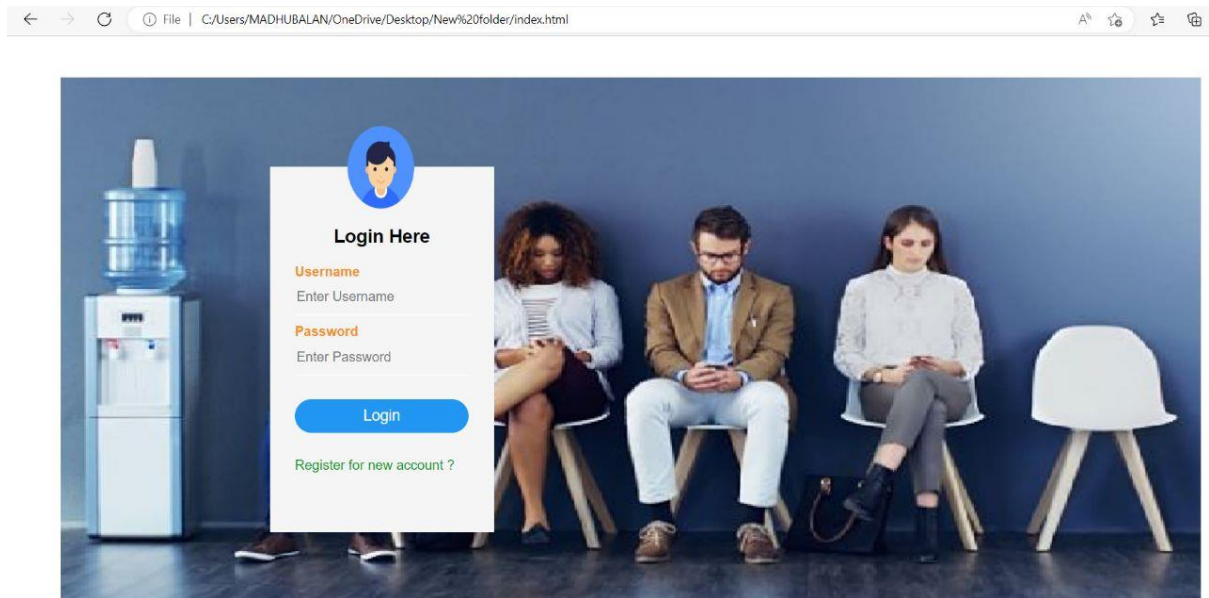 File | C:/Users/MADHUBALAN/OneDrive/Desktop/New%20folder/index.html
Login Here
Username
Enter Username
Password
Enter Password
Login
Register for new account ?